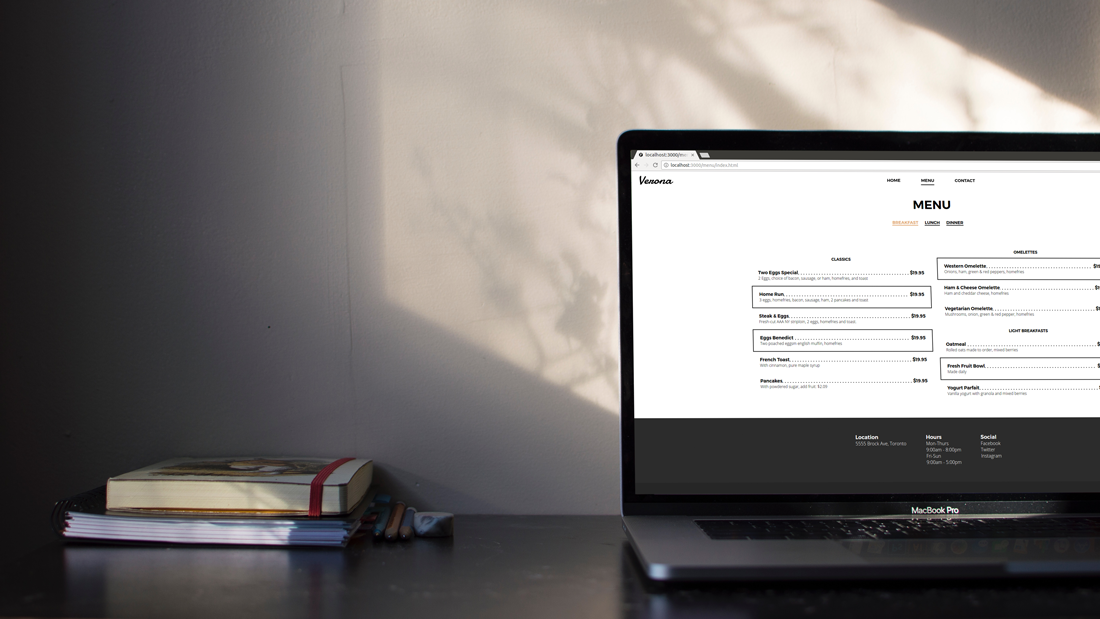 localhost:3000/me
localhost:3000/menu/index.html
Verona
HOME MENU CONTACT
MENU
BREAKFAST LUNCH DINNER
CLASSICS
Two Eggs Special $19.95
2 Eggs, choice of bacon, sausage, or ham, homefries, and toast
Home Run $19.95
3 eggs, homefries, bacon, sausage, ham, 2 pancakes and toast
Steak & Eggs $19.95
Fresh cut AAA NY striploin, 2 eggs, homefries and toast
Eggs Benedict $19.95
Two poached eggs english muffin, homefries
French Toast $19.95
With cinnamon, pure maple syrup
Pancakes $19.95
With powdered sugar, add fruit $2.00
OMELETTES
Western Omelette
Onions, ham, green & red peppers, homefries
Ham & Cheese Omelette
Ham and cheddar cheese, homefries
Vegetarian Omelette
Mushrooms, onion, green & red pepper, homefries
LIGHT BREAKFASTS
Oatmeal
Rolled oats made to order, mixed berries
Fresh Fruit Bowl
Made daily
Yogurt Parfait
Vanilla yogurt with granola and mixed berries
Location
5555 Brock Ave, Toronto
Hours
Mon-Thurs
9:00am - 8:00pm
Fri-Sun
9:00am - 5:00pm
Social
Facebook
Twitter
Instagram
MacBook Pro